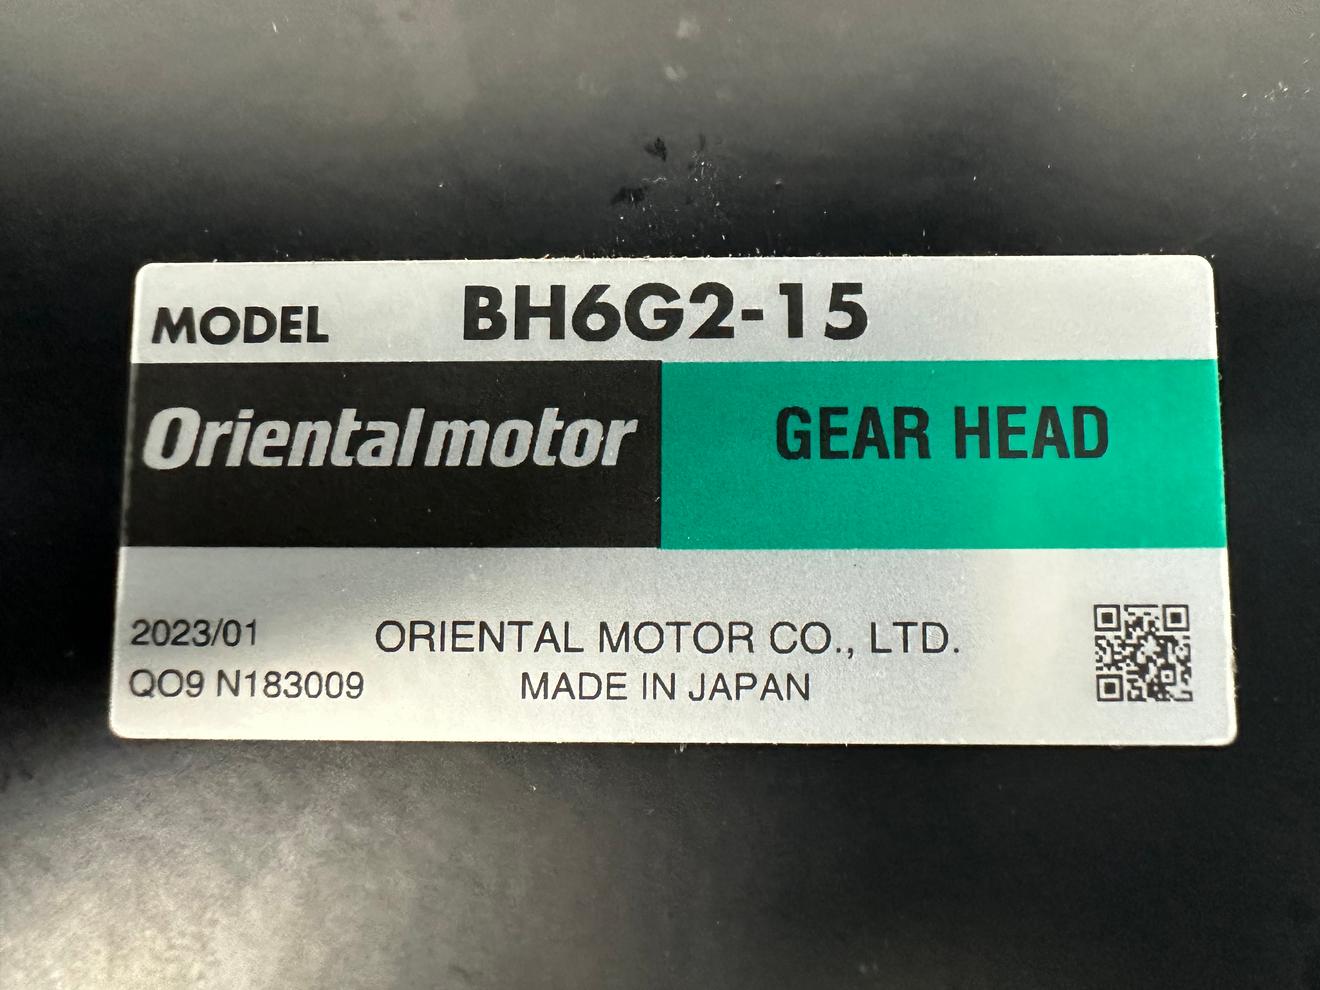 MODEL BH6G2-15
Orientalmotor GEAR HEAD
2023/01 ORIENTAL MOTOR CO., LTD.
QO9 N183009 MADE IN JAPAN